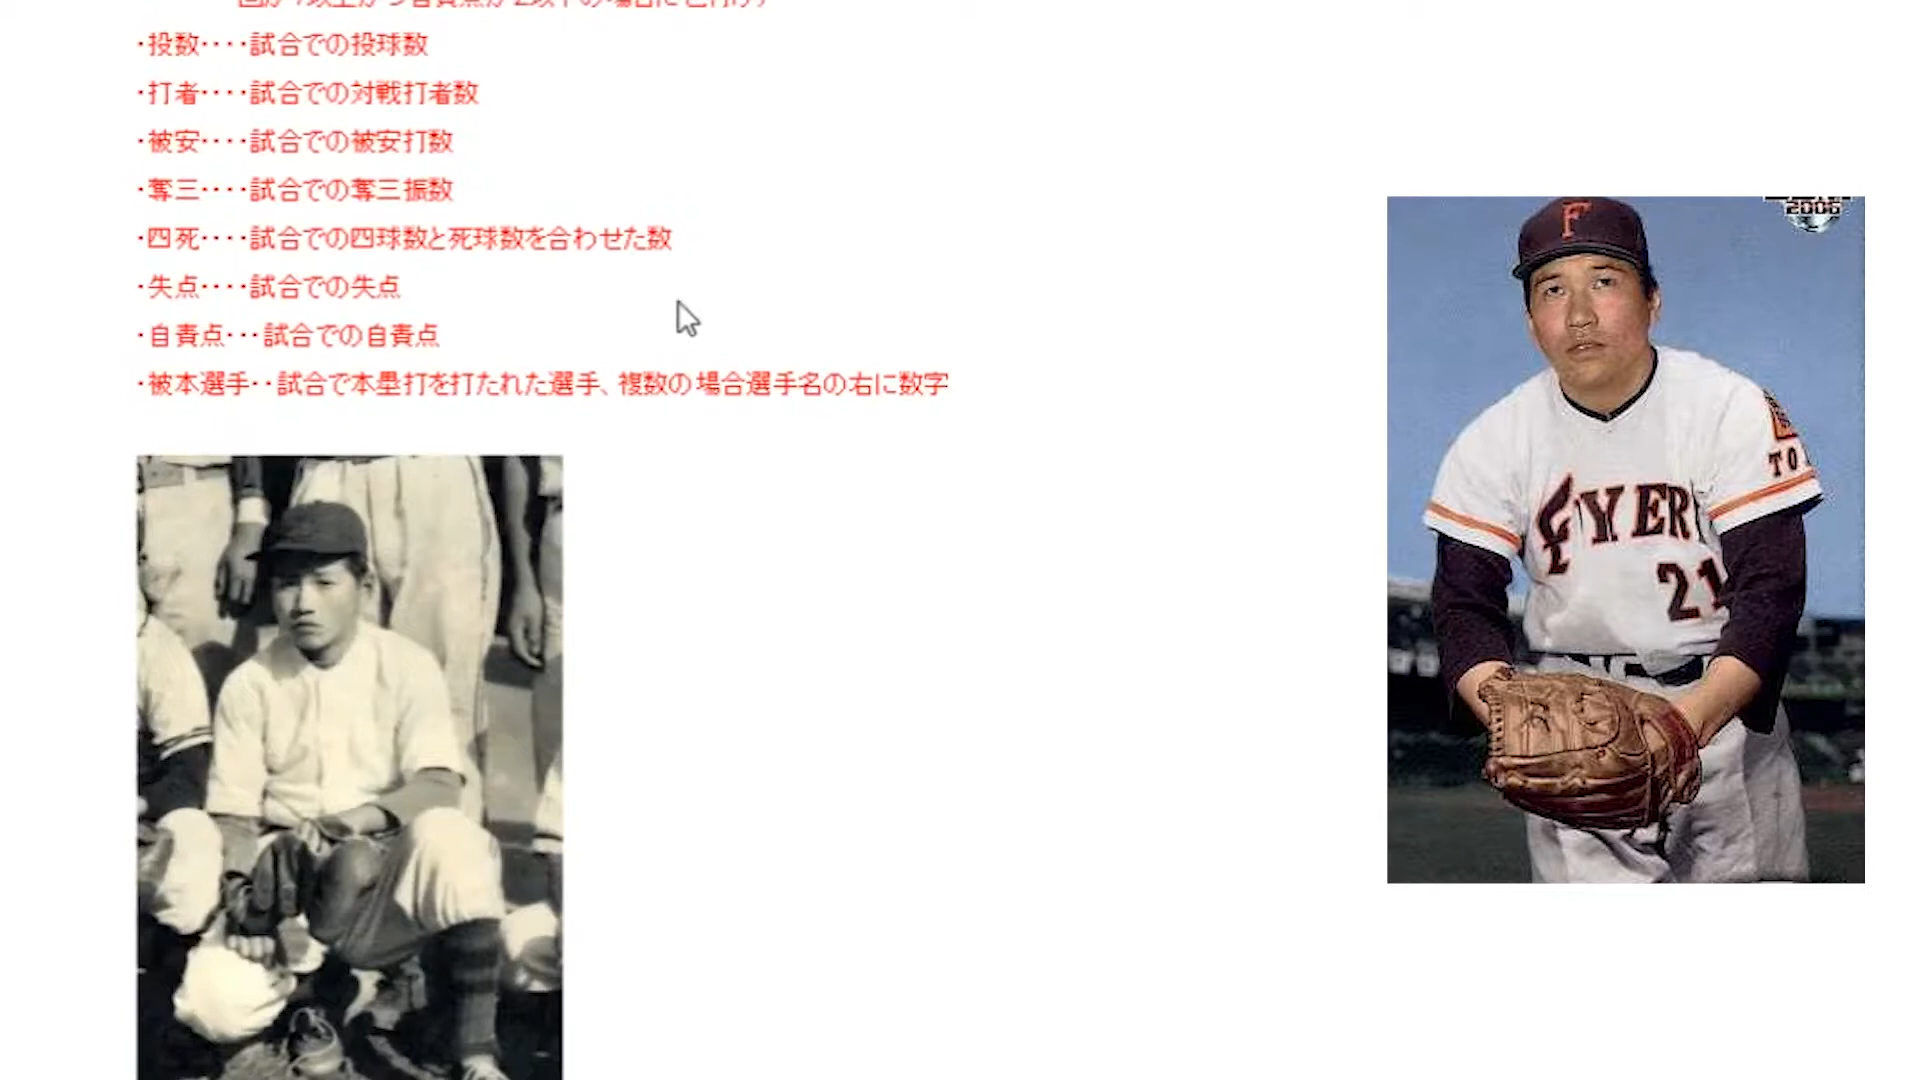 ・投数････試合での投球数
・打者････試合での対戦打者数
・被安････試合での被安打数
・奪三････試合での奪三振数
・四死････試合での四球数と死球数を合わせた数
・失点････試合での失点
・自責点･･･試合での自責点
・被本選手･･試合で本塁打を打たれた選手、複数の場合選手名の右に数字
2006
F
TO
FYER
21